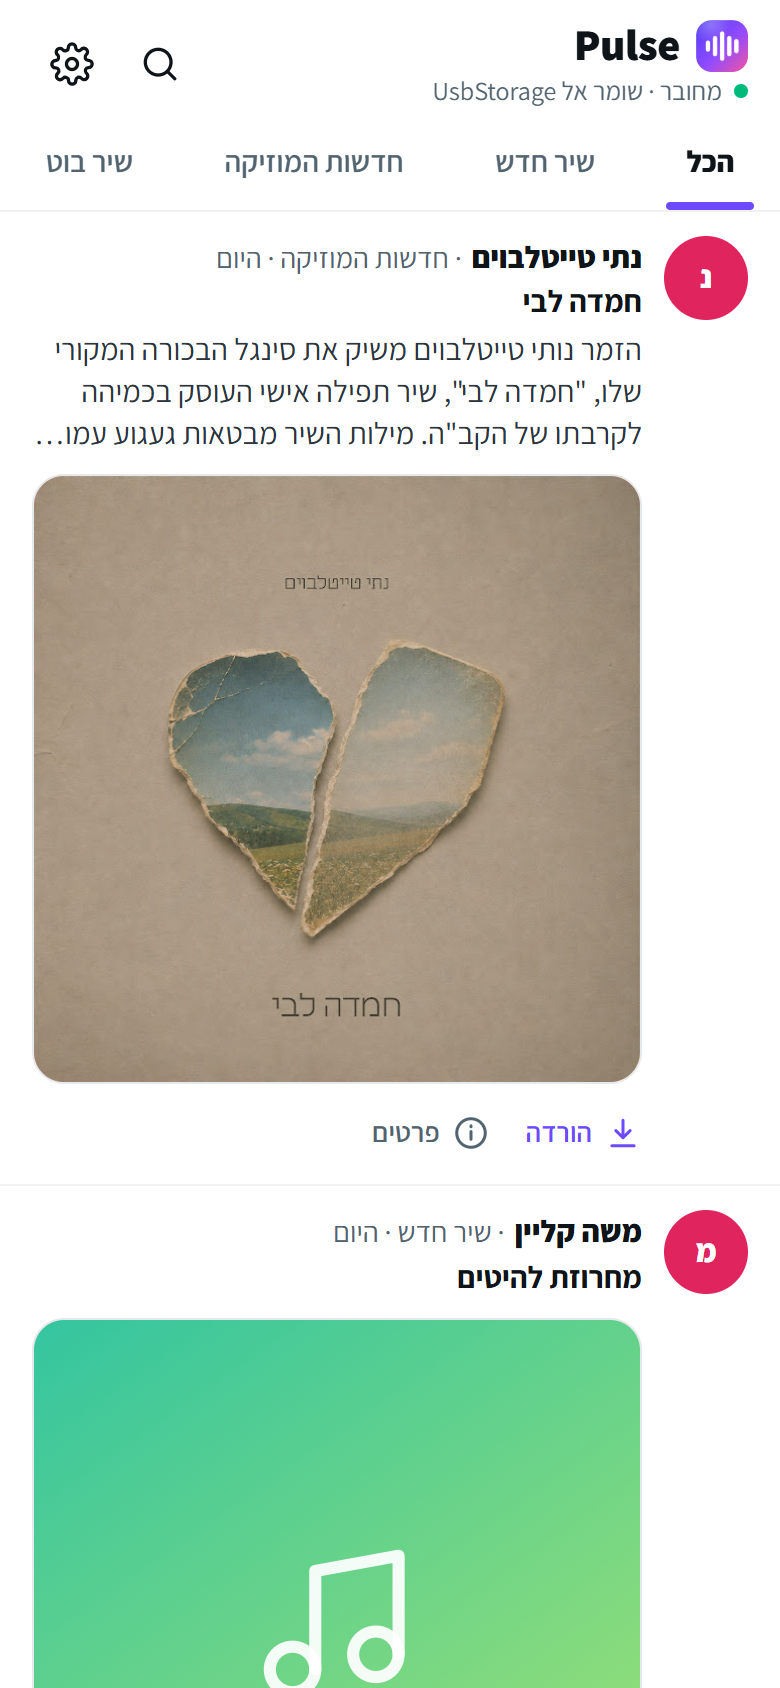 Pulse
מחובר · שומר אל UsbStorage
הכל
שיר חדש
חדשות המוזיקה
שיר בוט
נ
נתי טייטלבוים · חדשות המוזיקה · היום
חמדה לבי
הזמר נותי טייטלבוים משיק את סינגל הבכורה המקורי
שלו, "חמדה לבי", שיר תפילה אישי העוסק בכמיהה
לקרבתו של הקב"ה. מילות השיר מבטאות געגוע עמו…
נתי טייטלבוים
חמדה לבי
הורדה
פרטים
מ
משה קליין · שיר חדש · היום
מחרוזת להיטים